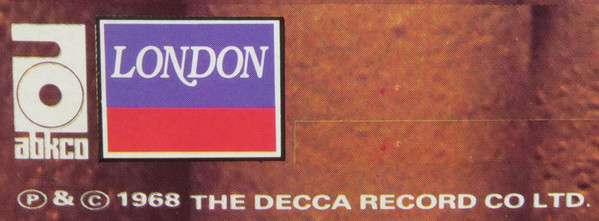 LONDON
abkco
Ⓟ & © 1968 THE DECCA RECORD CO LTD.